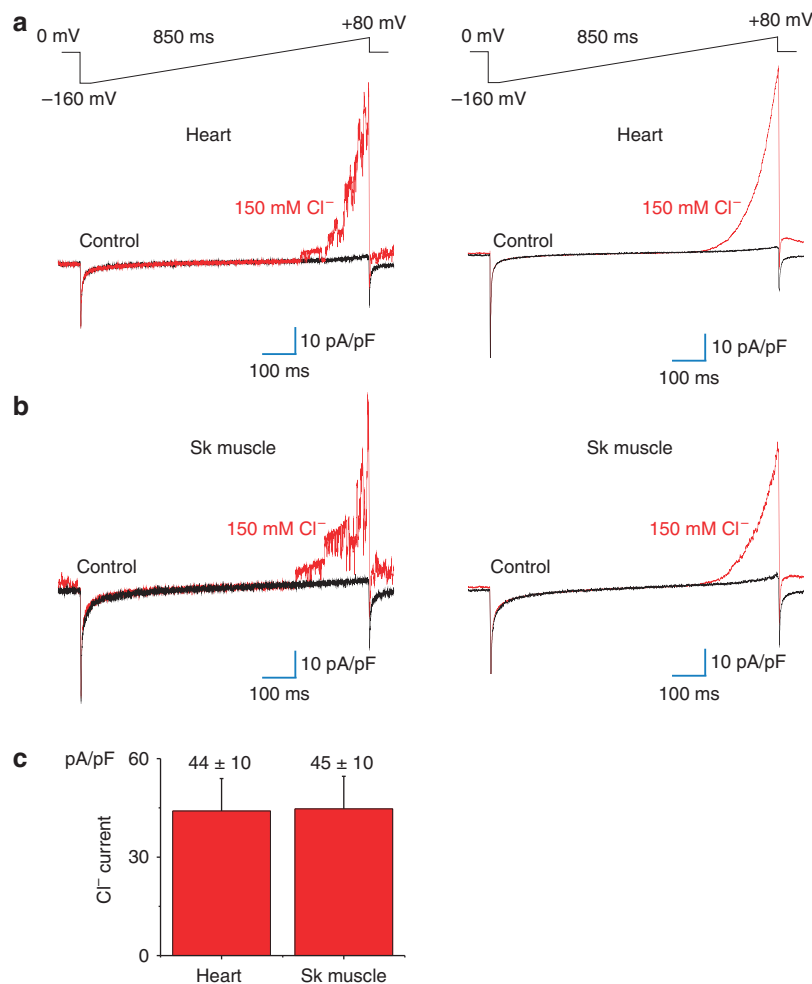 a
0 mV
850 ms
+80 mV
–160 mV
Heart
150 mM Cl⁻
Control
10 pA/pF
100 ms
850 ms
+80 mV
0 mV
–160 mV
Heart
150 mM Cl⁻
Control
10 pA/pF
100 ms
b
Sk muscle
150 mM Cl⁻
Control
10 pA/pF
100 ms
Sk muscle
150 mM Cl⁻
Control
10 pA/pF
100 ms
c
pA/pF
60
44 ± 10
45 ± 10
30
Cl⁻ current
0
Heart
Sk muscle